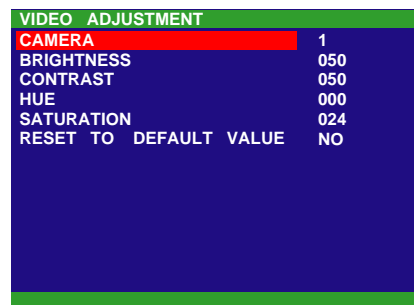 VIDEO ADJUSTMENT
CAMERA 1
BRIGHTNESS 050
CONTRAST 050
HUE 000
SATURATION 024
RESET TO DEFAULT VALUE NO